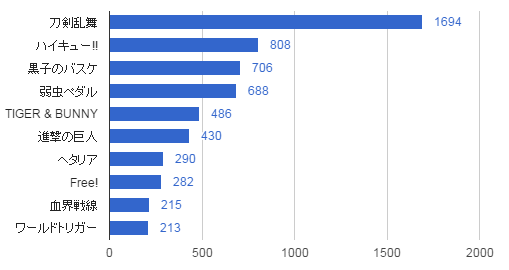 刀剣乱舞 1694
ハイキュー!! 808
黒子のバスケ 706
弱虫ペダル 688
TIGER & BUNNY 486
進撃の巨人 430
ヘタリア 290
Free! 282
血界戦線 215
ワールドトリガー 213
0 500 1000 1500 2000